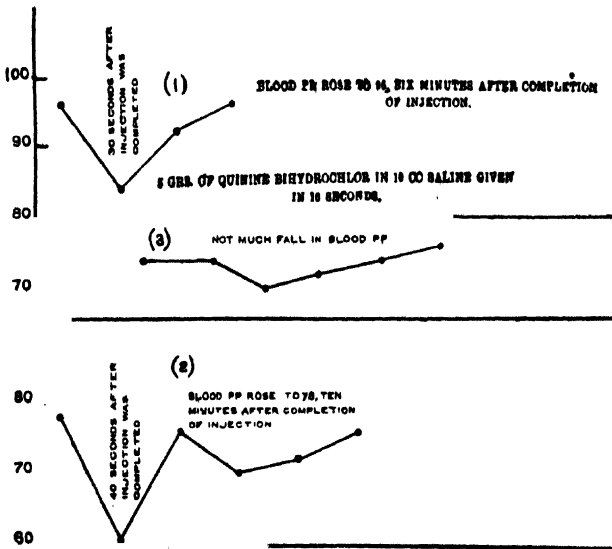 100
90
80
70
30 SECONDS AFTER
INJECTION WAS
COMPLETED
(1)
BLOOD PR ROSE TO 96, SIX MINUTES AFTER COMPLETION
OF INJECTION.
5 GRS. OF QUININE BIHYDROCHLOR IN 10 CC SALINE GIVEN
IN 10 SECONDS.
(3)
NOT MUCH FALL IN BLOOD PP
80
70
60
40 SECONDS AFTER
INJECTION WAS
COMPLETED
(2)
BLOOD PP ROSE TO 78, TEN
MINUTES AFTER COMPLETION
OF INJECTION